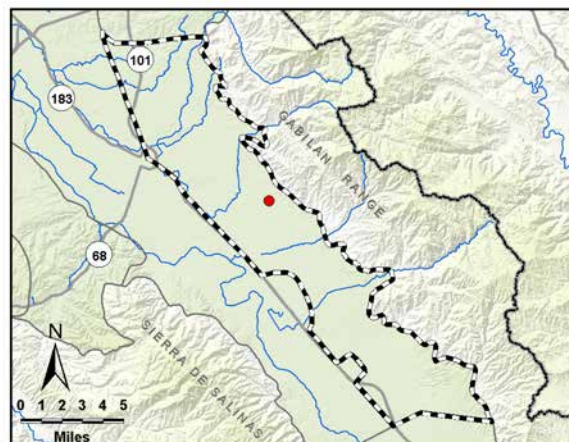 101
183
GABILAN RANGE
68
SIERRA DE SALINAS
N
0 1 2 3 4 5
Miles